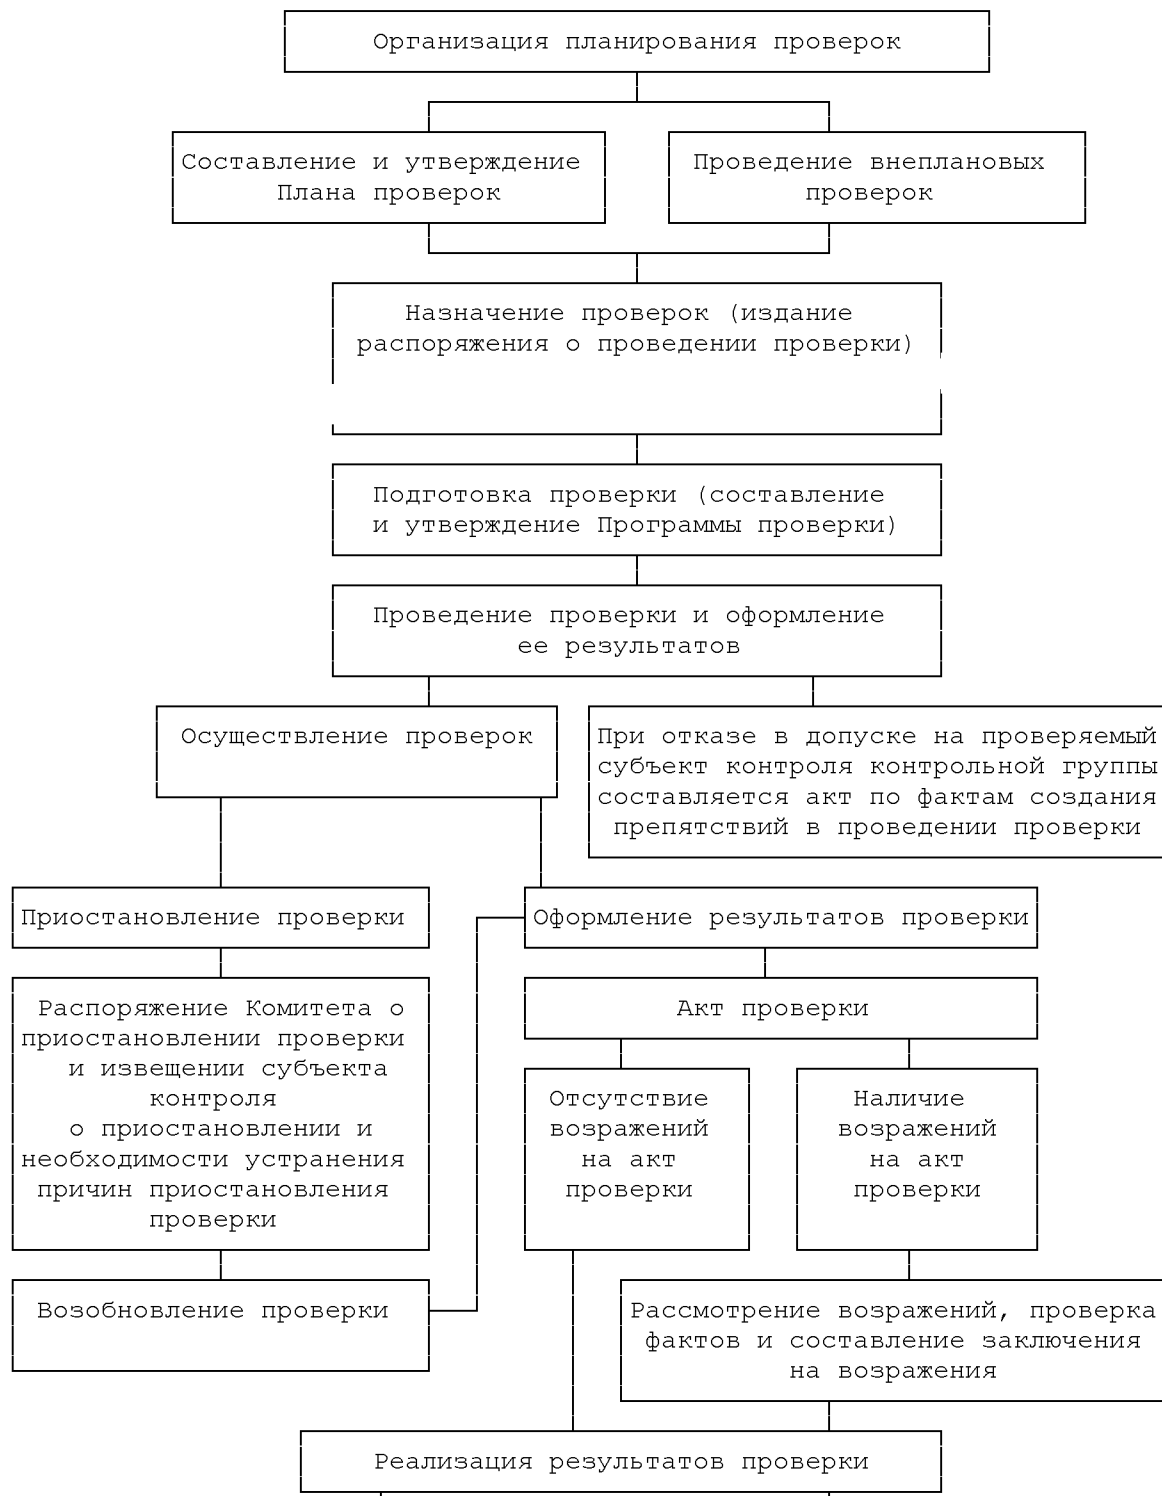 Организация планирования проверок
Составление и утверждение
Плана проверок
Проведение внеплановых
проверок
Назначение проверок (издание
распоряжения о проведении проверки)
Подготовка проверки (составление
и утверждение Программы проверки)
Проведение проверки и оформление
ее результатов
Осуществление проверок
При отказе в допуске на проверяемый
субъект контроля контрольной группы
составляется акт по фактам создания
препятствий в проведении проверки
Приостановление проверки
Оформление результатов проверки
Распоряжение Комитета о
приостановлении проверки
и извещении субъекта
контроля
о приостановлении и
необходимости устранения
причин приостановления
проверки
Акт проверки
Отсутствие
возражений
на акт
проверки
Наличие
возражений
на акт
проверки
Возобновление проверки
Рассмотрение возражений, проверка
фактов и составление заключения
на возражения
Реализация результатов проверки